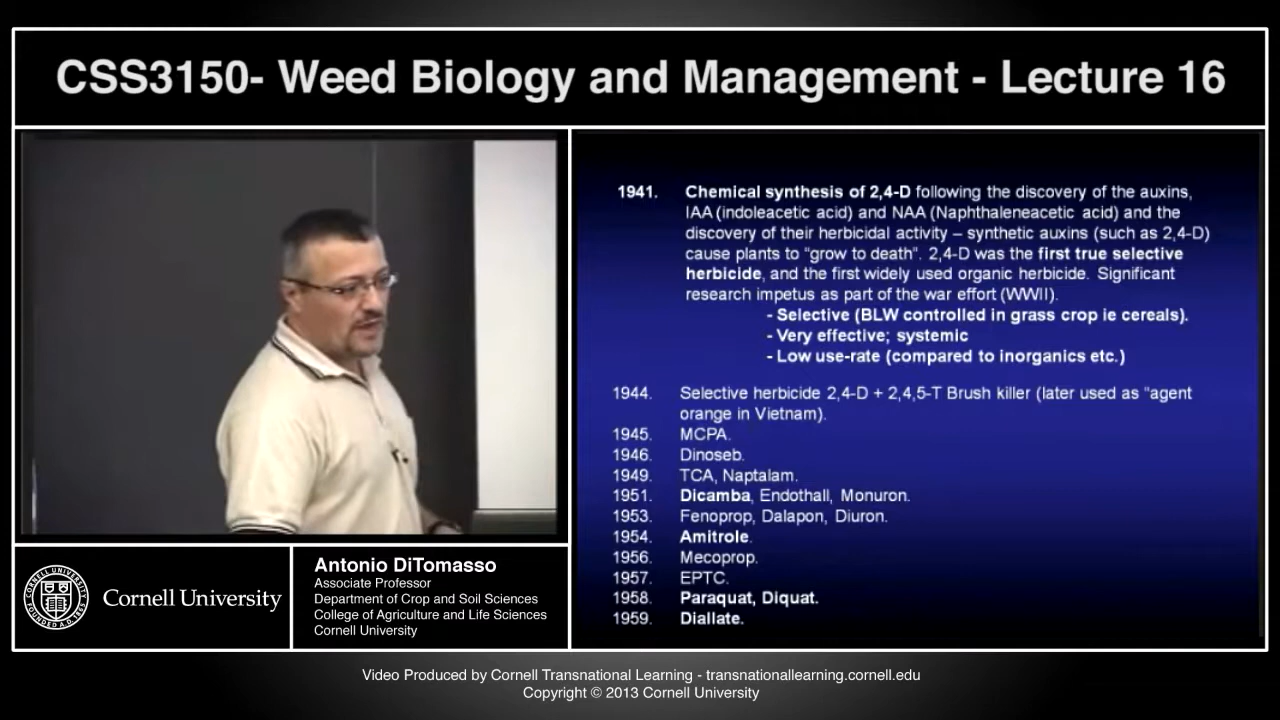 CSS3150- Weed Biology and Management - Lecture 16
1941. Chemical synthesis of 2,4-D following the discovery of the auxins,
IAA (indoleacetic acid) and NAA (Naphthaleneacetic acid) and the
discovery of their herbicidal activity – synthetic auxins (such as 2,4-D)
cause plants to "grow to death". 2,4-D was the first true selective
herbicide, and the first widely used organic herbicide. Significant
research impetus as part of the war effort (WWII).
- Selective (BLW controlled in grass crop ie cereals).
- Very effective; systemic
- Low use-rate (compared to inorganics etc.)
1944. Selective herbicide 2,4-D + 2,4,5-T Brush killer (later used as "agent
orange in Vietnam).
1945. MCPA.
1946. Dinoseb.
1949. TCA, Naptalam.
1951. Dicamba, Endothall, Monuron.
1953. Fenoprop, Dalapon, Diuron.
1954. Amitrole.
1956. Mecoprop.
1957. EPTC.
1958. Paraquat, Diquat.
1959. Diallate.
Cornell University
Antonio DiTomasso
Associate Professor
Department of Crop and Soil Sciences
College of Agriculture and Life Sciences
Cornell University
Video Produced by Cornell Transnational Learning - transnationallearning.cornell.edu
Copyright © 2013 Cornell University